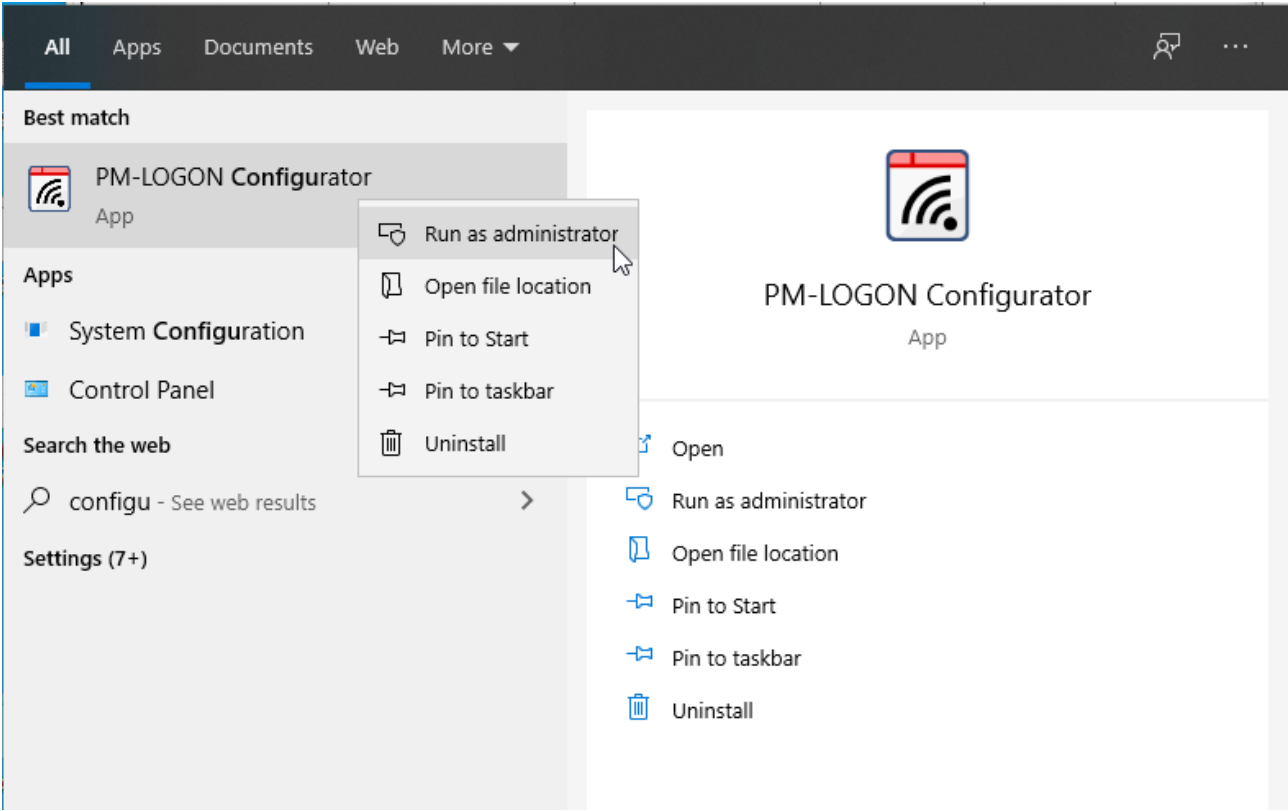 All Apps Documents Web More
Best match
PM-LOGON Configurator
App
Run as administrator
Open file location
Pin to Start
Pin to taskbar
Uninstall
Apps
System Configuration
Control Panel
Search the web
configu - See web results
Settings (7+)
PM-LOGON Configurator
App
Open
Run as administrator
Open file location
Pin to Start
Pin to taskbar
Uninstall